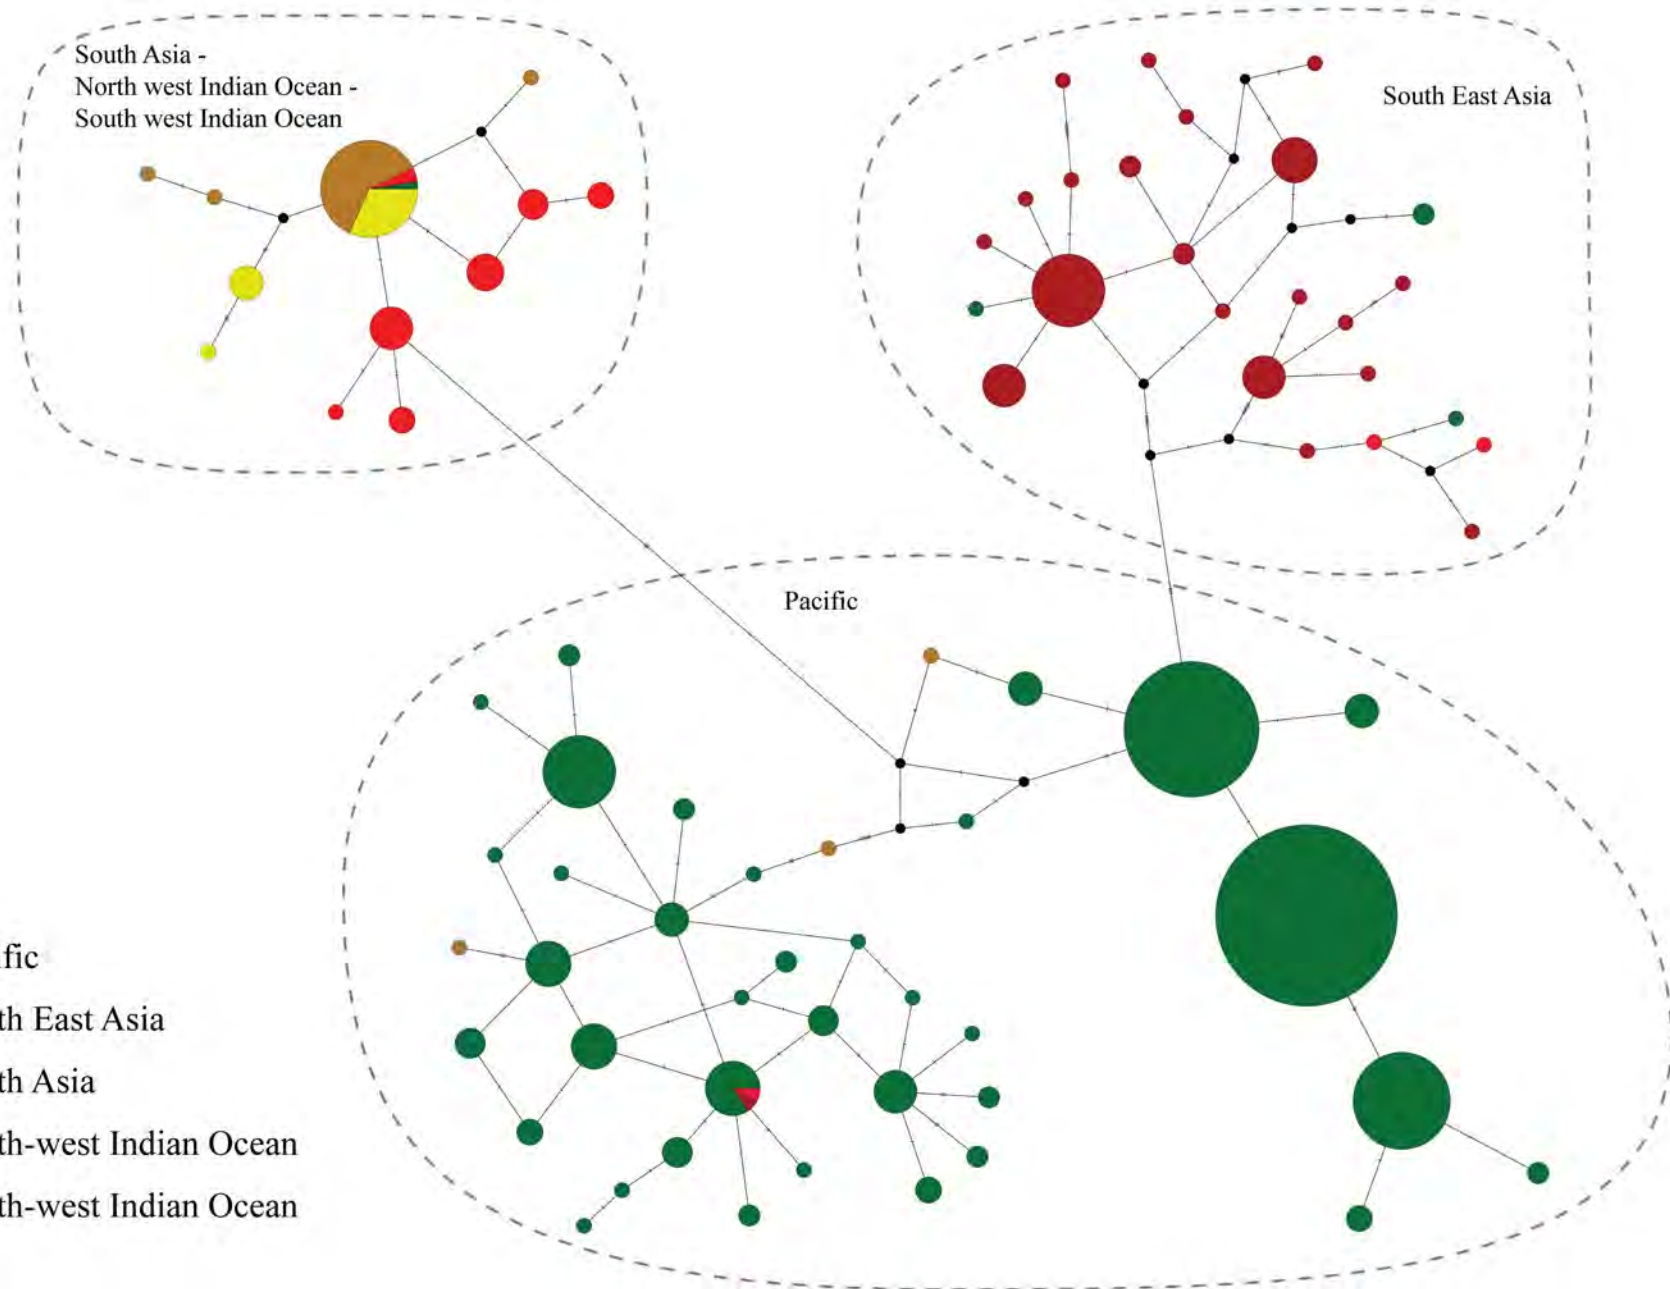 South Asia -
North west Indian Ocean -
South west Indian Ocean
South East Asia
Pacific
fic
th East Asia
th Asia
th-west Indian Ocean
th-west Indian Ocean